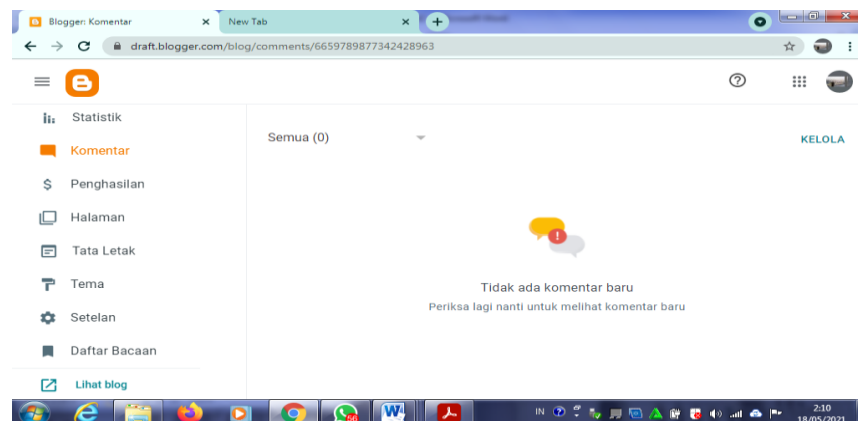 Blogger: Komentar
New Tab
draft.blogger.com/blog/comments/6659789877342428963
Statistik
Semua (0)
KELOLA
Komentar
Penghasilan
Halaman
Tata Letak
Tema
Tidak ada komentar baru
Periksa lagi nanti untuk melihat komentar baru
Setelan
Daftar Bacaan
Lihat blog
66
IN
2:10
18/05/2021